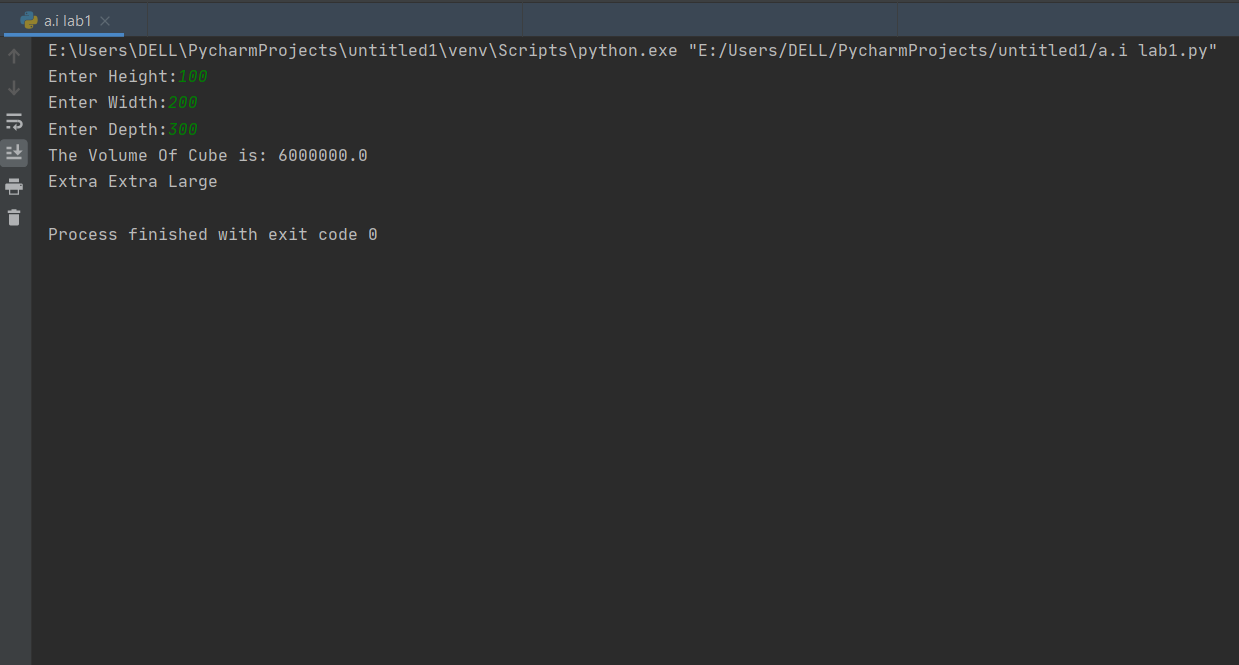 a.i lab1
E:\Users\DELL\PycharmProjects\untitled1\venv\Scripts\python.exe "E:/Users/DELL/PycharmProjects/untitled1/a.i lab1.py"
Enter Height:100
Enter Width:200
Enter Depth:300
The Volume Of Cube is: 6000000.0
Extra Extra Large
Process finished with exit code 0